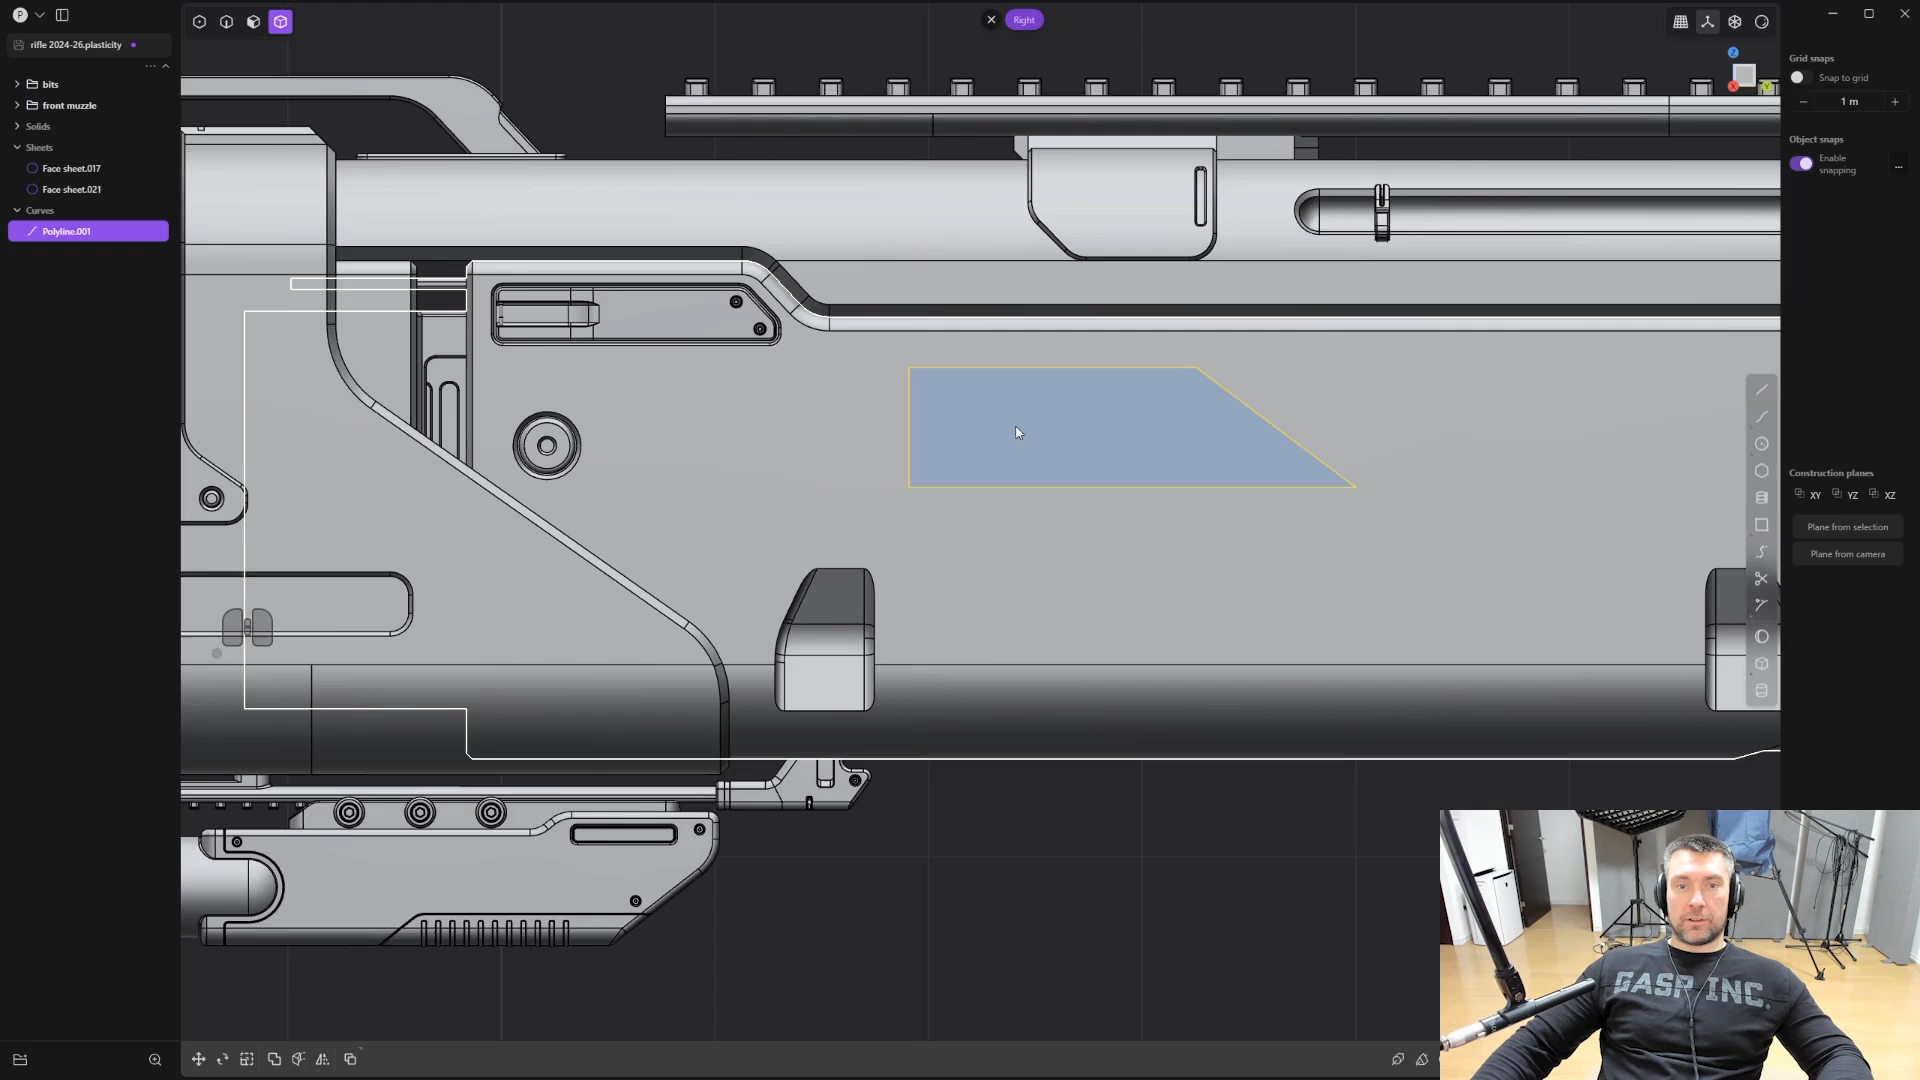 P
rifle 2024-26.plasticity
bits
front muzzle
Solids
Sheets
Face sheet.017
Face sheet.021
Curves
Polyline.001
Right
Z
X
Y
Grid snaps
Snap to grid
1 m
Object snaps
Enable
snapping
Construction planes
XY
YZ
XZ
Plane from selection
Plane from camera
GASP INC.